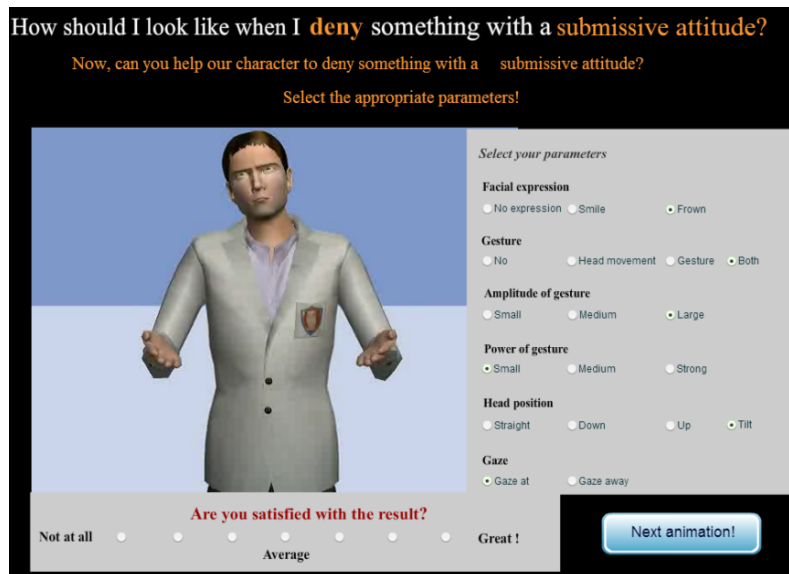 How should I look like when I deny something with a submissive attitude?
Now, can you help our character to deny something with a submissive attitude?
Select the appropriate parameters!
Select your parameters
Facial expression
No expression Smile Frown
Gesture
No Head movement Gesture Both
Amplitude of gesture
Small Medium Large
Power of gesture
Small Medium Strong
Head position
Straight Down Up Tilt
Gaze
Gaze at Gaze away
Are you satisfied with the result?
Not at all Great !
Average
Next animation!